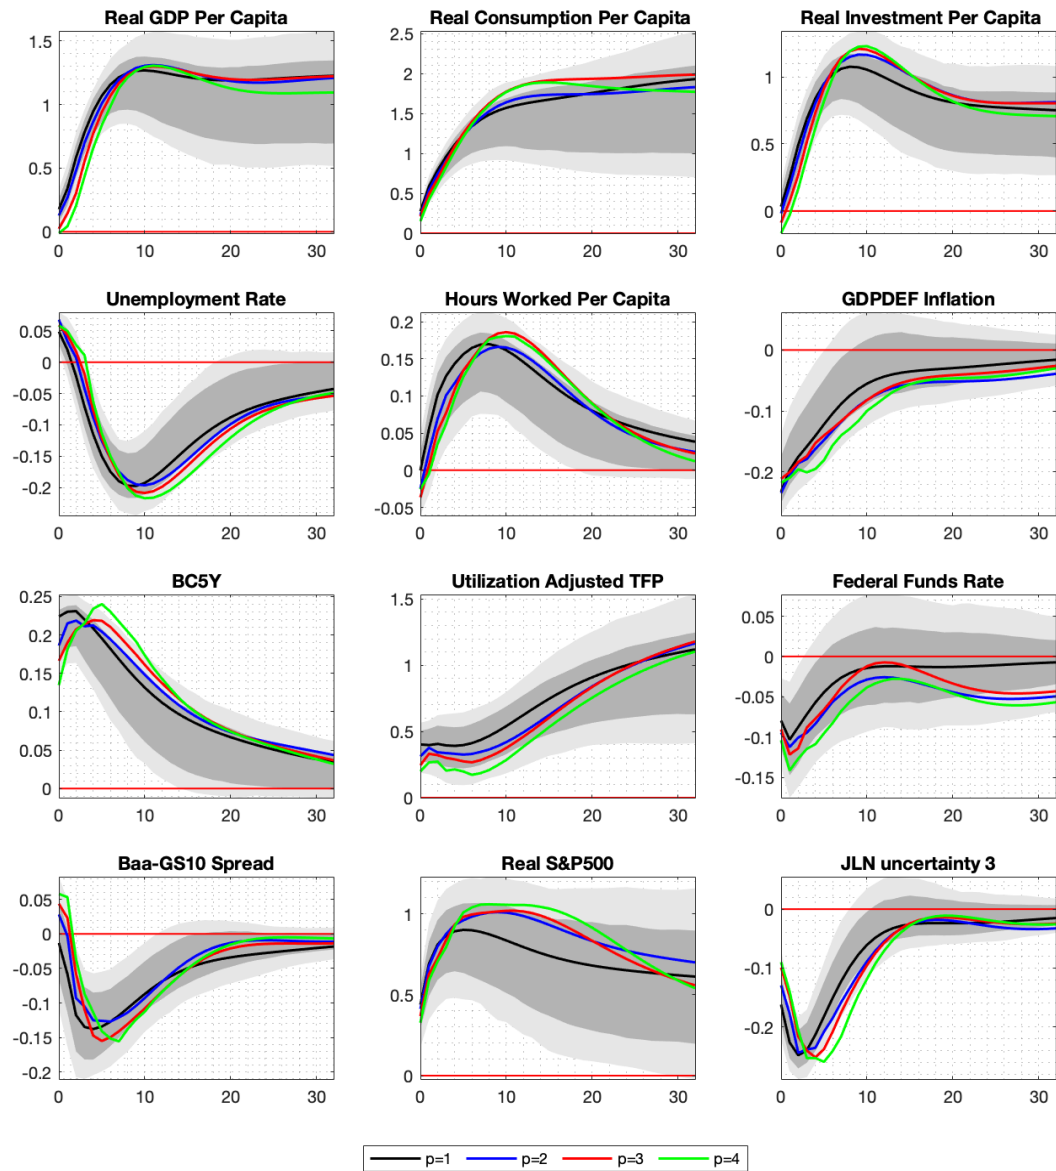 Real GDP Per Capita
1.5
1
0.5
0
0 10 20 30
Real Consumption Per Capita
2.5
2
1.5
1
0.5
0
0 10 20 30
Real Investment Per Capita
1
0.5
0
0 10 20 30
Unemployment Rate
0.05
0
-0.05
-0.1
-0.15
-0.2
0 10 20 30
Hours Worked Per Capita
0.2
0.15
0.1
0.05
0
-0.05
0 10 20 30
GDPDEF Inflation
0
-0.1
-0.2
0 10 20 30
BC5Y
0.25
0.2
0.15
0.1
0.05
0
0 10 20 30
Utilization Adjusted TFP
1.5
1
0.5
0
0 10 20 30
Federal Funds Rate
0.05
0
-0.05
-0.1
-0.15
0 10 20 30
Baa-GS10 Spread
0.05
0
-0.05
-0.1
-0.15
-0.2
0 10 20 30
Real S&P500
1
0.5
0
0 10 20 30
JLN uncertainty 3
0
-0.1
-0.2
0 10 20 30
p=1 p=2 p=3 p=4